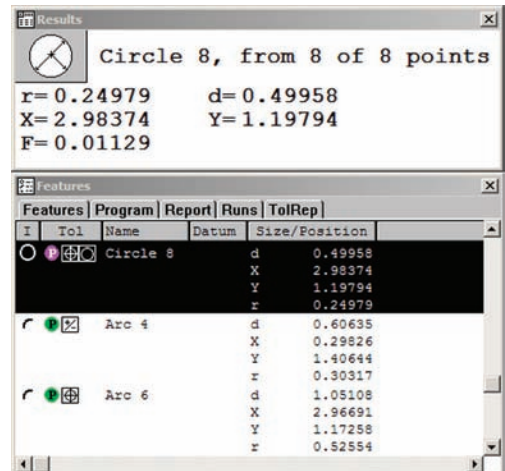 Results
Circle 8, from 8 of 8 points
r= 0.24979 d= 0.49958
X= 2.98374 Y= 1.19794
F= 0.01129
Features
Features Program Report Runs TolRep
I Tol Name Datum Size/Position
P Circle 8 d 0.49958
X 2.98374
Y 1.19794
r 0.24979
P Arc 4 d 0.60635
X 0.29826
Y 1.40644
r 0.30317
P Arc 6 d 1.05108
X 2.96691
Y 1.17258
r 0.52554